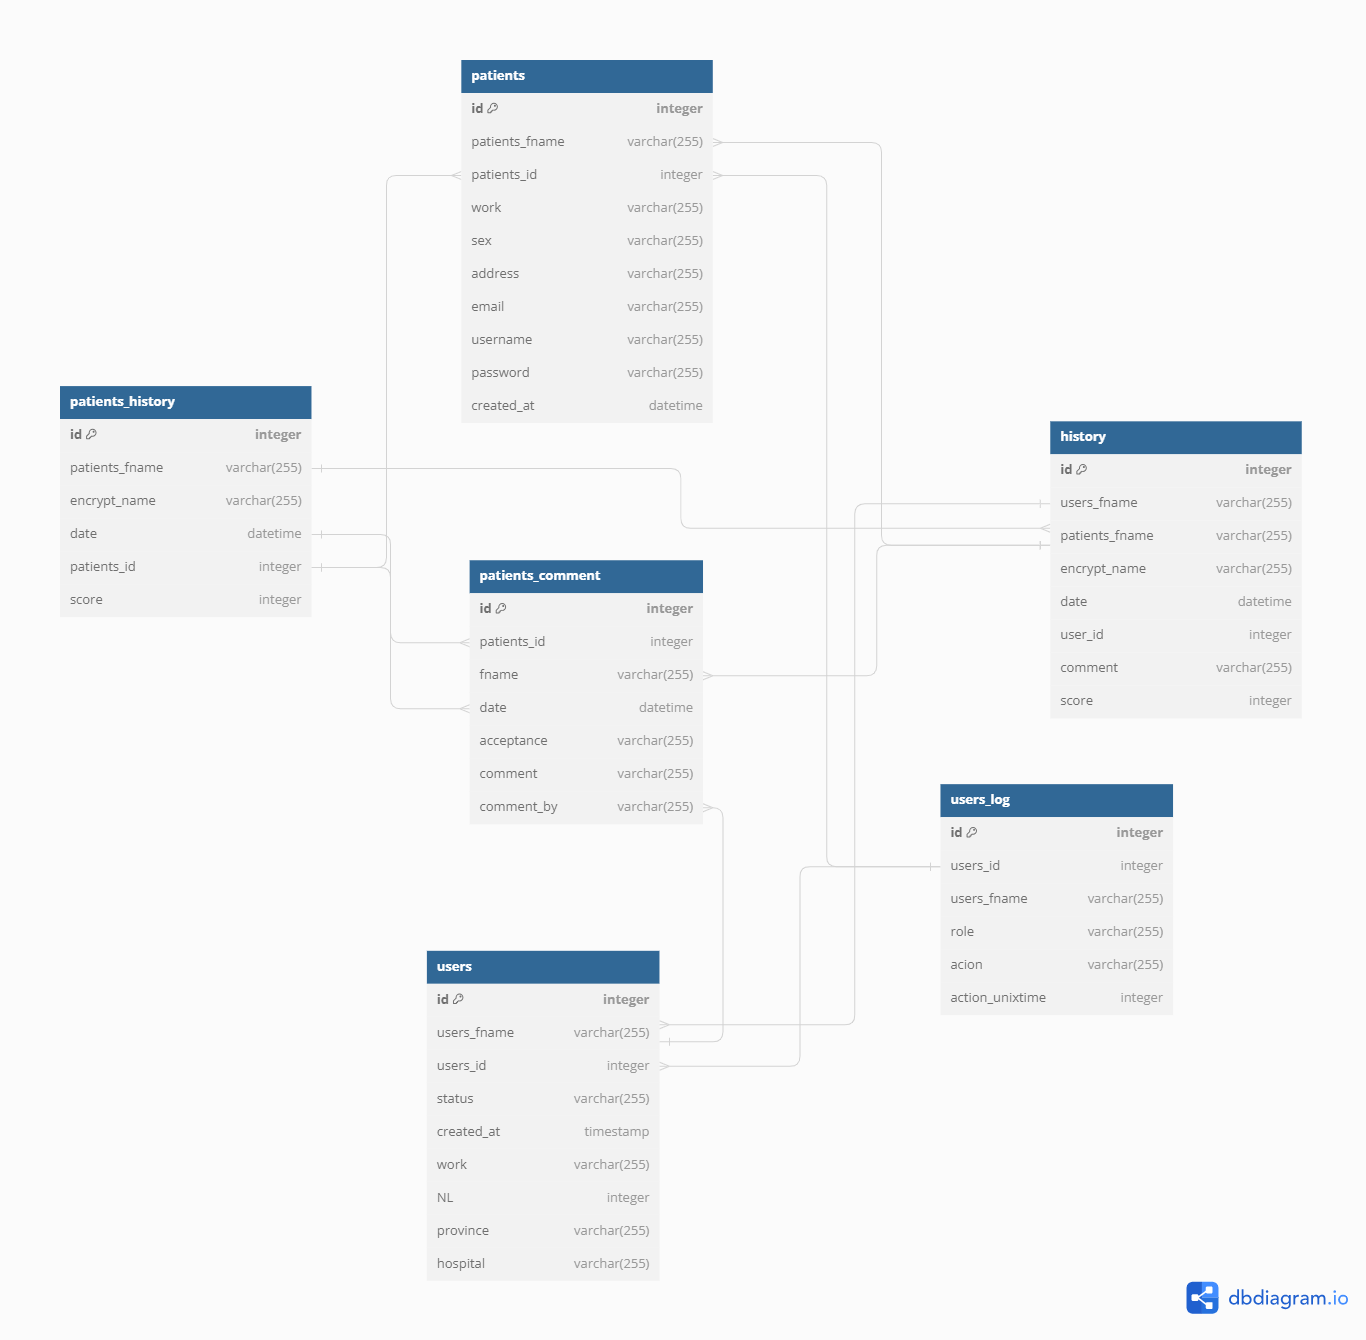 patients
id integer
patients_fname varchar(255)
patients_id integer
work varchar(255)
sex varchar(255)
address varchar(255)
email varchar(255)
username varchar(255)
password varchar(255)
created_at datetime
patients_history
id integer
patients_fname varchar(255)
encrypt_name varchar(255)
date datetime
patients_id integer
score integer
history
id integer
users_fname varchar(255)
patients_fname varchar(255)
encrypt_name varchar(255)
date datetime
user_id integer
comment varchar(255)
score integer
patients_comment
id integer
patients_id integer
fname varchar(255)
date datetime
acceptance varchar(255)
comment varchar(255)
comment_by varchar(255)
users_log
id integer
users_id integer
users_fname varchar(255)
role varchar(255)
acion varchar(255)
action_unixtime integer
users
id integer
users_fname varchar(255)
users_id integer
status varchar(255)
created_at timestamp
work varchar(255)
NL integer
province varchar(255)
hospital varchar(255)
dbdiagram.io